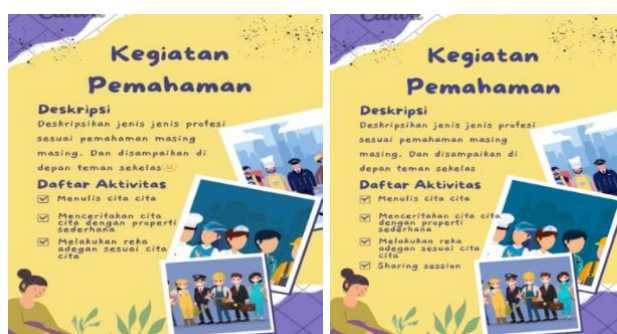 Kegiatan
Pemahaman
Deskripsi
Deskripsikan jenis jenis profesi
sesuai pemahaman masing
masing. Dan disampaikan di
depan teman sekelas😊
Daftar Aktivitas
Menulis cita cita
Menceritakan cita
cita dengan properti
sederhana
Melakukan reka
adegan sesuai cita
cita
Kegiatan
Pemahaman
Deskripsi
Deskripsikan jenis jenis profesi
sesuai pemahaman masing
masing. Dan disampaikan di
depan teman sekelas
Daftar Aktivitas
Menulis cita cita
Menceritakan cita cita
cita dengan properti
sederhana
Melakukan reka
adegan sesuai cita
cita
Sharing session